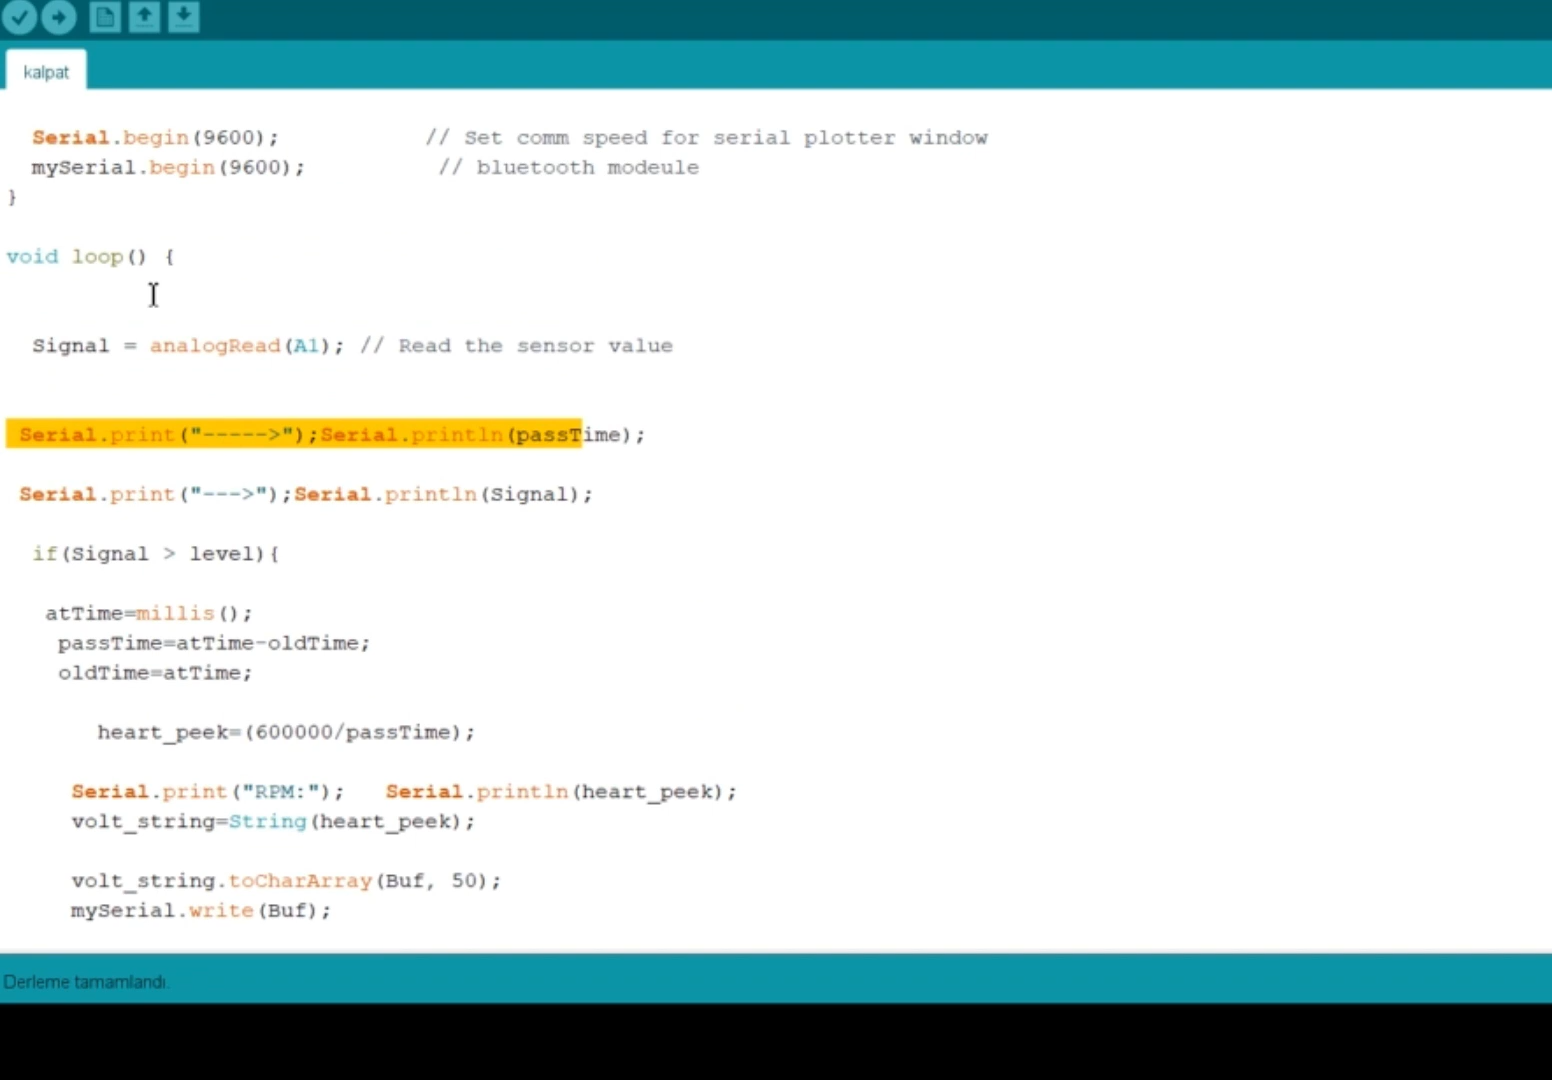 kalpat
Serial.begin(9600); // Set comm speed for serial plotter window
mySerial.begin(9600); // bluetooth modeule
}
void loop() {
Signal = analogRead(A1); // Read the sensor value
Serial.print("----->");Serial.println(passTime);
Serial.print("--->");Serial.println(Signal);
if(Signal > level){
atTime=millis();
passTime=atTime-oldTime;
oldTime=atTime;
heart_peek=(600000/passTime);
Serial.print("RPM:"); Serial.println(heart_peek);
volt_string=String(heart_peek);
volt_string.toCharArray(Buf, 50);
mySerial.write(Buf);
Derleme tamamlandı.